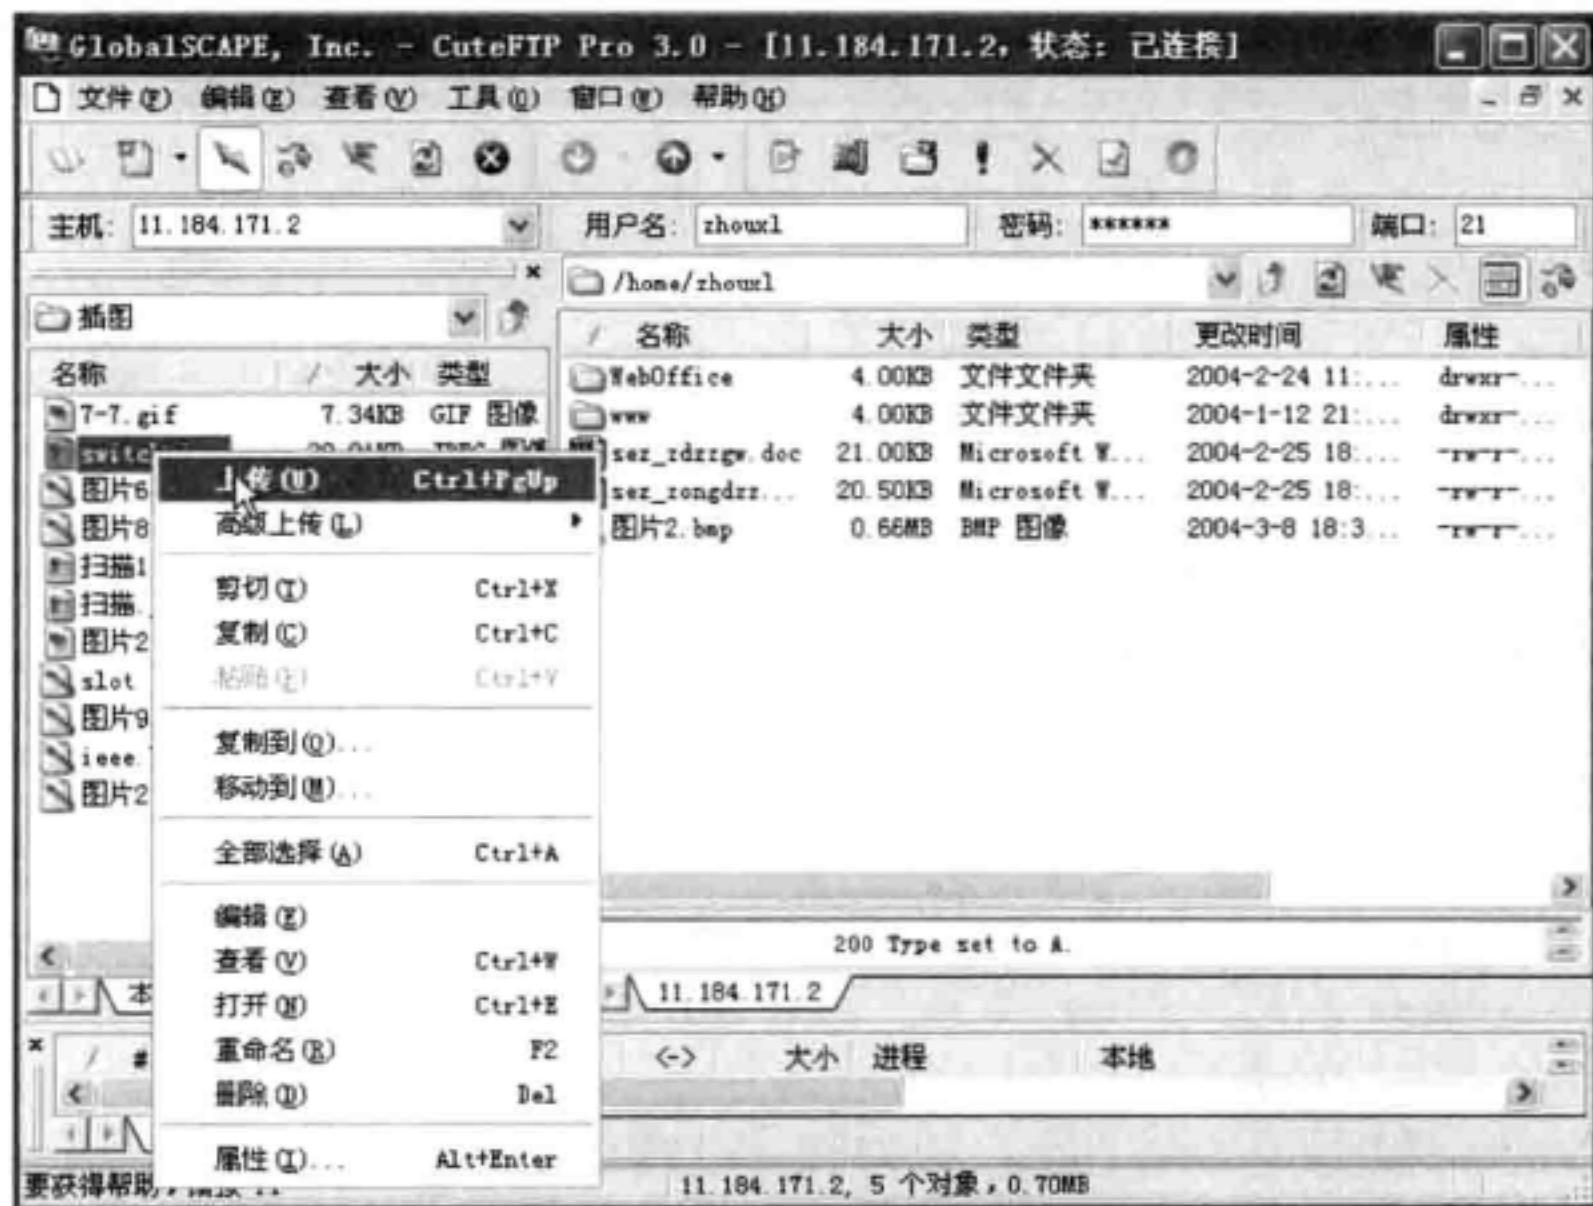 GlobalSCAPE, Inc. - CuteFTP Pro 3.0 - [11.184.171.2, 状态: 已连接]
文件(F) 编辑(E) 查看(V) 工具(O) 窗口(W) 帮助(H)
主机: 11.184.171.2 用户名: zhouxl 密码: ****** 端口: 21
/home/zhouxl
插图
名称 大小 类型 更改时间 属性
名称 大小 类型
WebOffice 4.00KB 文件文件夹 2004-2-24 11:... drwxr-...
7-7.gif 7.34KB GIF 图像
www 4.00KB 文件文件夹 2004-1-12 21:... drwxr-...
switc
sez_zdzzgw.doc 21.00KB Microsoft W... 2004-2-25 18:... -rw-r-...
图片6
sez_zongdzz... 20.50KB Microsoft W... 2004-2-25 18:... -rw-r-...
图片8
图片2.bmp 0.66MB BMP 图像 2004-3-8 18:3... -rw-r-...
扫描1
扫描.
图片2
slot
图片9
ieee.
图片2
上传(U) Ctrl+PgUp
高级上传(L)
剪切(T) Ctrl+X
复制(C) Ctrl+C
粘贴(P) Ctrl+V
复制到(O)...
移动到(M)...
全部选择(A) Ctrl+A
编辑(E)
查看(V) Ctrl+W
打开(N) Ctrl+E
重命名(R) F2
删除(D) Del
属性(I)... Alt+Enter
200 Type set to A.
本
11.184.171.2
/ # <-> 大小 进程 本地
要获得帮助,
11.184.171.2, 5 个对象, 0.70MB